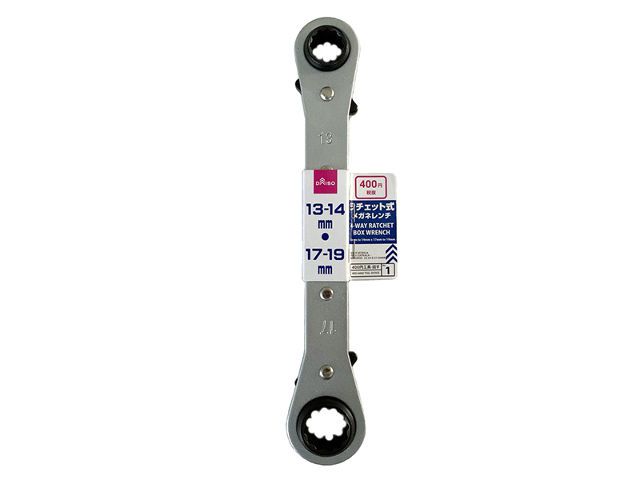 13
DAISO
13-14
mm
●
17-19
mm
400円
税抜
ラチェット式
メガネレンチ
4-WAY RATCHET
BOX WRENCH
400円工具・回す
1
17